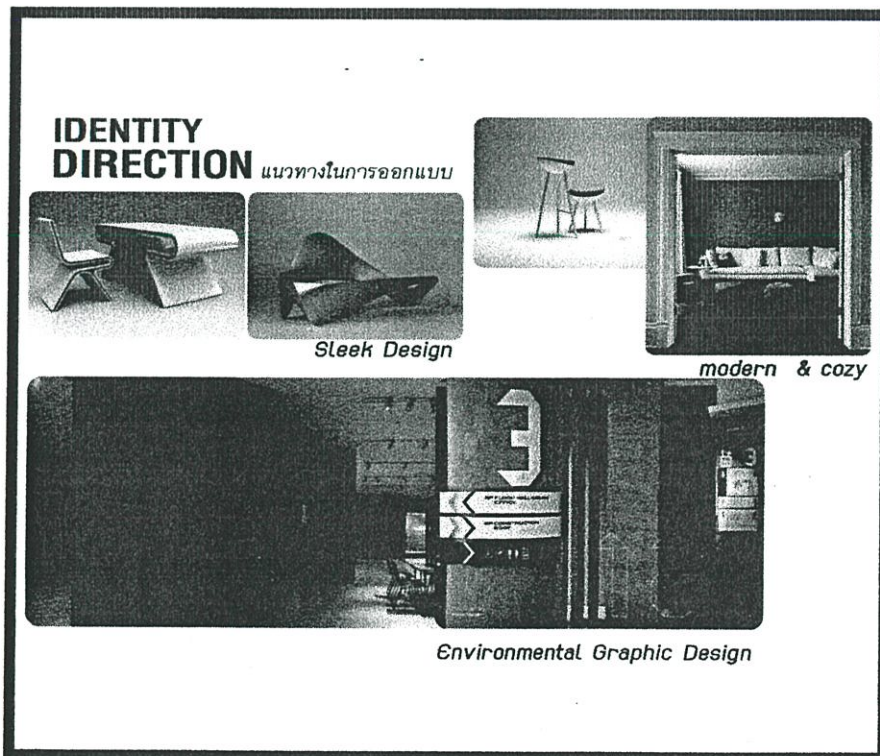 IDENTITY
DIRECTION แนวทางในการออกแบบ
Sleek Design
modern & cozy
3
3
Environmental Graphic Design